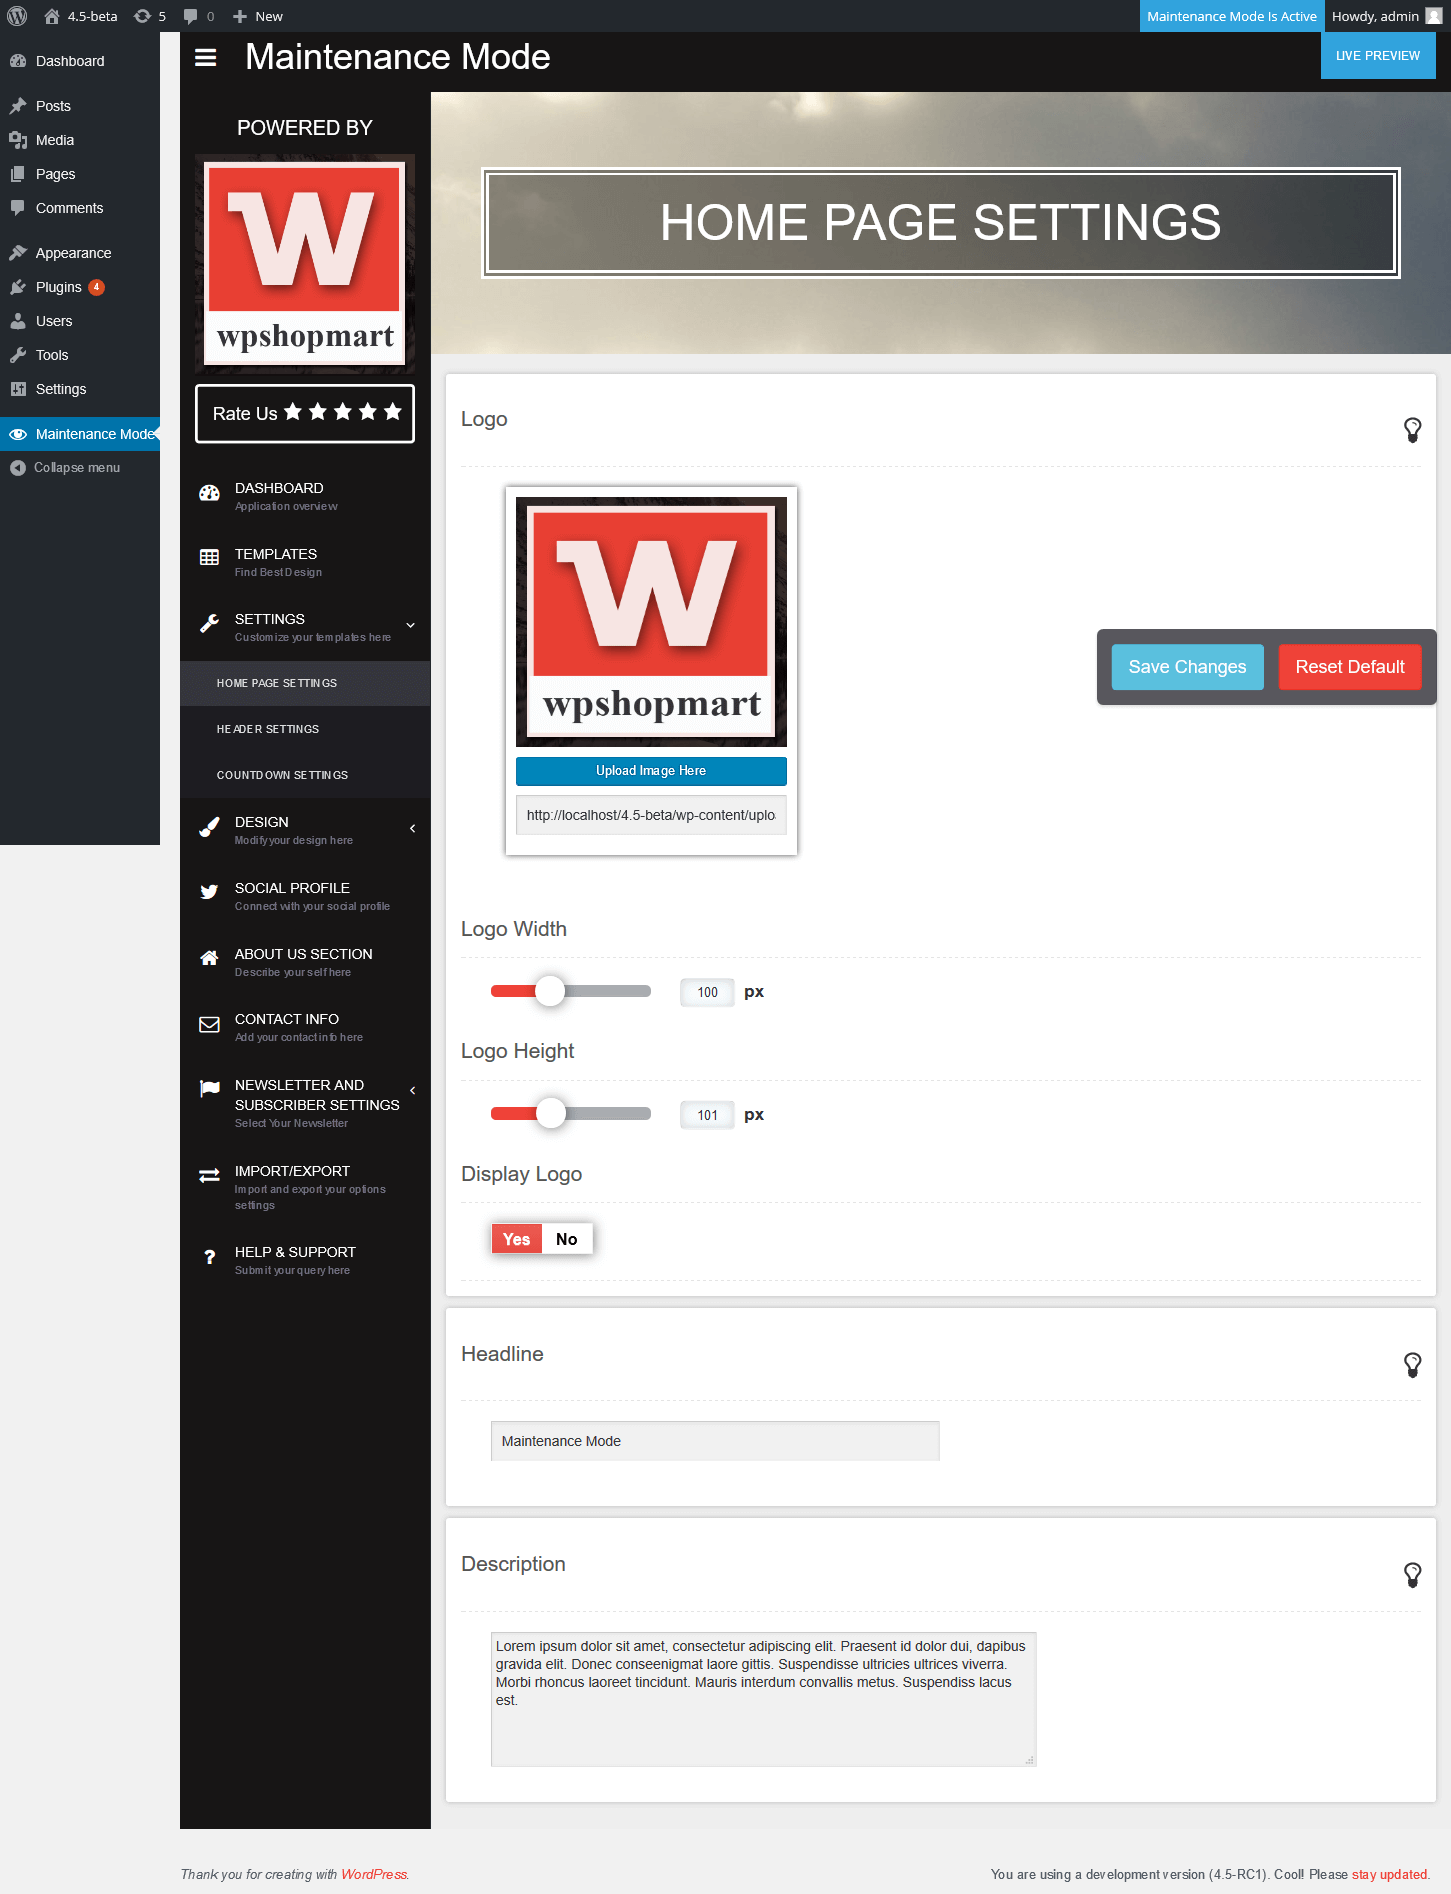 4.5-beta 5 0 New Maintenance Mode Is Active Howdy, admin
Dashboard
Posts
Media
Pages
Comments
Appearance
Plugins 4
Users
Tools
Settings
Maintenance Mode
Collapse menu
Maintenance Mode
LIVE PREVIEW
POWERED BY
W
wpshopmart
Rate Us
DASHBOARD
Application overview
TEMPLATES
Find Best Design
SETTINGS
Customize your templates here
HOME PAGE SETTINGS
HEADER SETTINGS
COUNTDOWN SETTINGS
DESIGN
Modify your design here
SOCIAL PROFILE
Connect with your social profile
ABOUT US SECTION
Describe your self here
CONTACT INFO
Add your contact info here
NEWSLETTER AND
SUBSCRIBER SETTINGS
Select Your Newsletter
IMPORT/EXPORT
Import and export your options
settings
HELP & SUPPORT
Submit your query here
HOME PAGE SETTINGS
Logo
W
wpshopmart
Upload Image Here
http://localhost/4.5-beta/wp-content/uplo
Save Changes Reset Default
Logo Width
100 px
Logo Height
101 px
Display Logo
Yes No
Headline
Maintenance Mode
Description
Lorem ipsum dolor sit amet, consectetur adipiscing elit. Praesent id dolor dui, dapibus
gravida elit. Donec conseenigmat laore gittis. Suspendisse ultricies ultrices viverra.
Morbi rhoncus laoreet tincidunt. Mauris interdum convallis metus. Suspendiss lacus
est.
Thank you for creating with WordPress.
You are using a development version (4.5-RC1). Cool! Please stay updated.